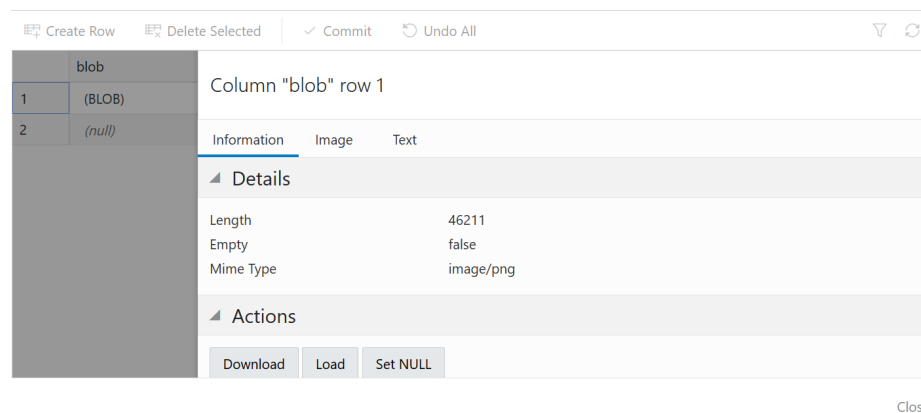 Create Row Delete Selected Commit Undo All
blob
1 (BLOB)
2 (null)
Column "blob" row 1
Information Image Text
Details
Length 46211
Empty false
Mime Type image/png
Actions
Download Load Set NULL